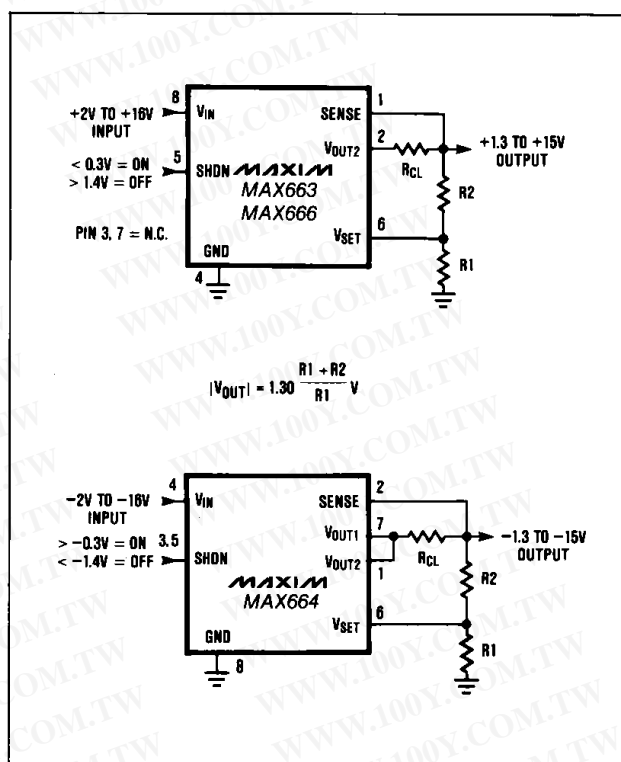 8
VIN
+2V TO +16V
INPUT
< 0.3V = ON
> 1.4V = OFF
5
SHDN
MAXIM
MAX663
MAX666
PIN 3, 7 = N.C.
GND
4
SENSE
1
VOUT2
2
RCL
+1.3 TO +15V
OUTPUT
R2
VSET
6
R1
|VOUT| = 1.30 R1 + R2
R1
V
4
VIN
−2V TO −16V
INPUT
> −0.3V = ON
< −1.4V = OFF
3,5
SHDN
MAXIM
MAX664
GND
8
SENSE
2
VOUT1
7
VOUT2
1
RCL
−1.3 TO −15V
OUTPUT
R2
VSET
6
R1
WWW.100Y.COM.TW